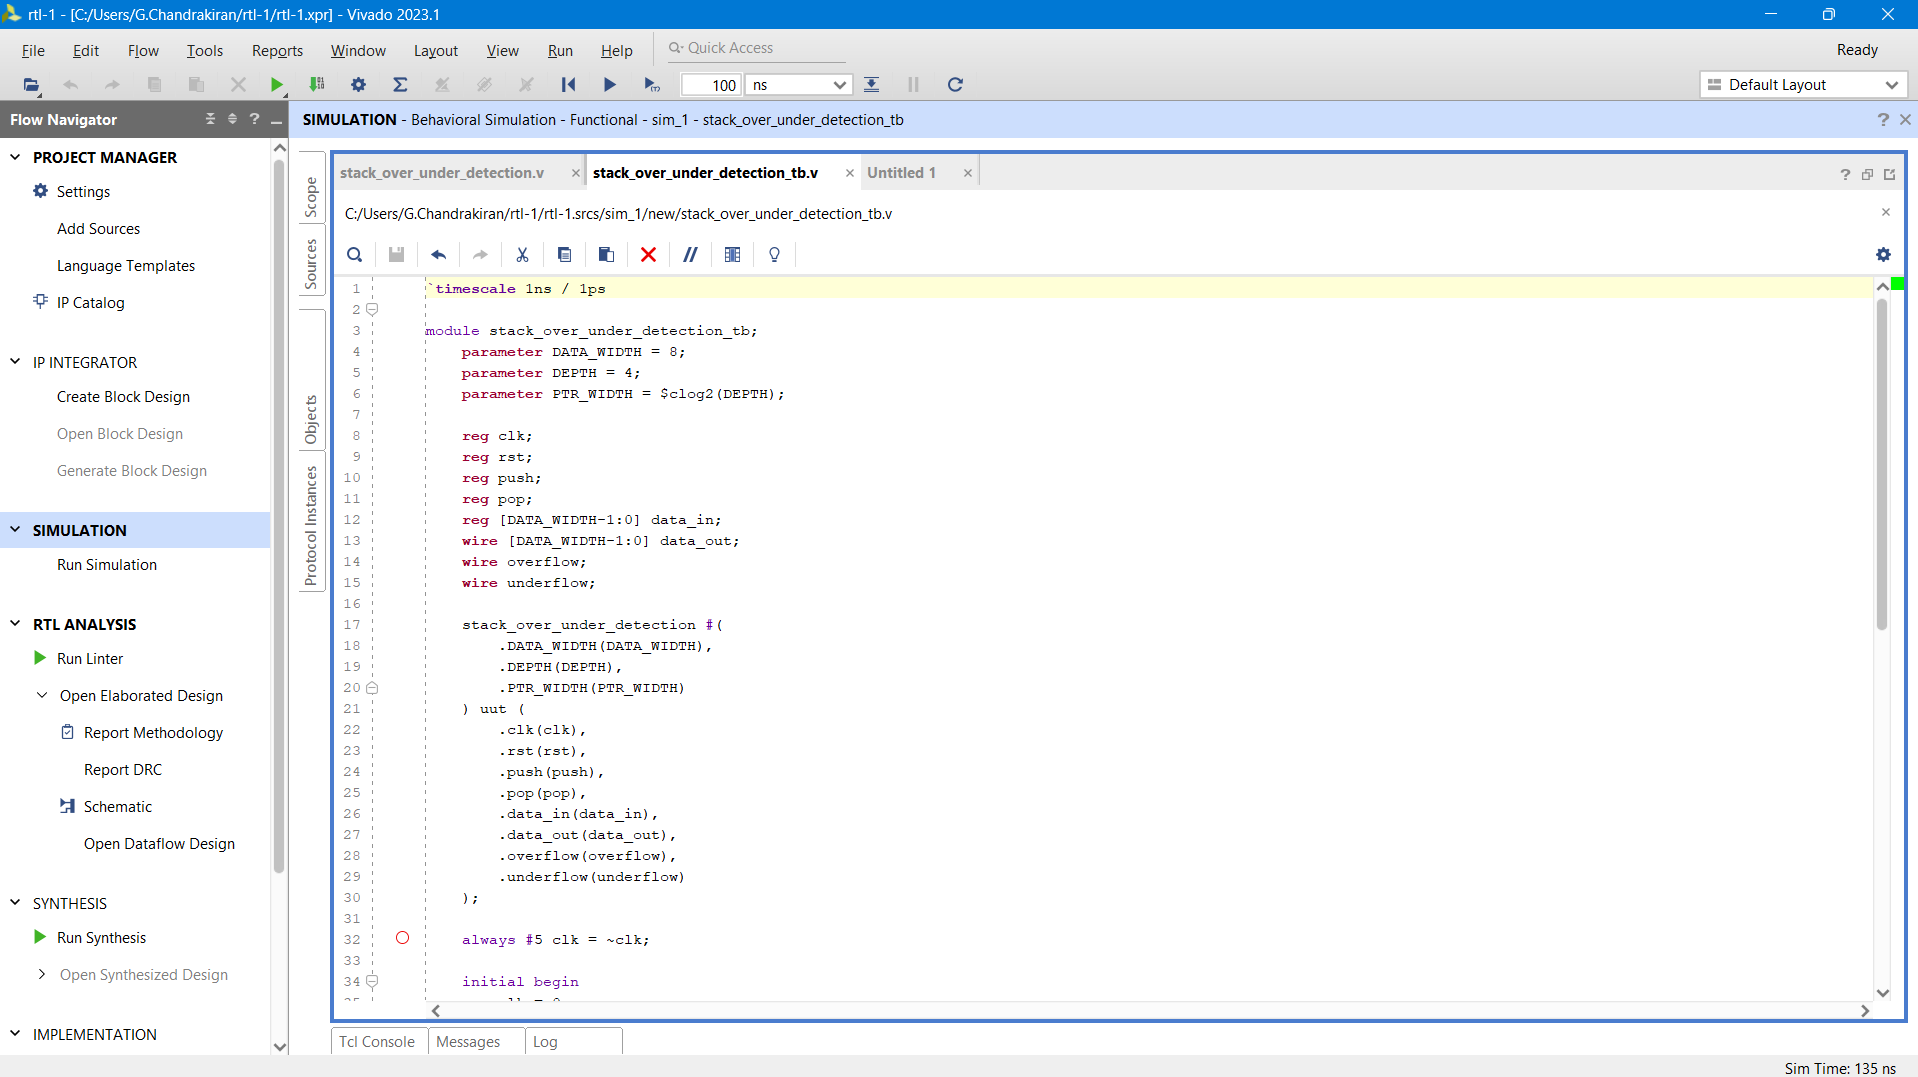 rtl-1 - [C:/Users/G.Chandrakiran/rtl-1/rtl-1.xpr] - Vivado 2023.1
File Edit Flow Tools Reports Window Layout View Run Help Quick Access Ready
100 ns Default Layout
Flow Navigator ? SIMULATION - Behavioral Simulation - Functional - sim_1 - stack_over_under_detection_tb ?
PROJECT MANAGER
Settings
Add Sources
Language Templates
IP Catalog
IP INTEGRATOR
Create Block Design
Open Block Design
Generate Block Design
SIMULATION
Run Simulation
RTL ANALYSIS
Run Linter
Open Elaborated Design
Report Methodology
Report DRC
Schematic
Open Dataflow Design
SYNTHESIS
Run Synthesis
Open Synthesized Design
IMPLEMENTATION
Scope
Sources
Objects
Protocol Instances
stack_over_under_detection.v stack_over_under_detection_tb.v Untitled 1 ?
C:/Users/G.Chandrakiran/rtl-1/rtl-1.srcs/sim_1/new/stack_over_under_detection_tb.v
1 `timescale 1ns / 1ps
2
3 module stack_over_under_detection_tb;
4 parameter DATA_WIDTH = 8;
5 parameter DEPTH = 4;
6 parameter PTR_WIDTH = $clog2(DEPTH);
7
8 reg clk;
9 reg rst;
10 reg push;
11 reg pop;
12 reg [DATA_WIDTH-1:0] data_in;
13 wire [DATA_WIDTH-1:0] data_out;
14 wire overflow;
15 wire underflow;
16
17 stack_over_under_detection #(
18 .DATA_WIDTH(DATA_WIDTH),
19 .DEPTH(DEPTH),
20 .PTR_WIDTH(PTR_WIDTH)
21 ) uut (
22 .clk(clk),
23 .rst(rst),
24 .push(push),
25 .pop(pop),
26 .data_in(data_in),
27 .data_out(data_out),
28 .overflow(overflow),
29 .underflow(underflow)
30 );
31
32 always #5 clk = ~clk;
33
34 initial begin
Tcl Console Messages Log
Sim Time: 135 ns